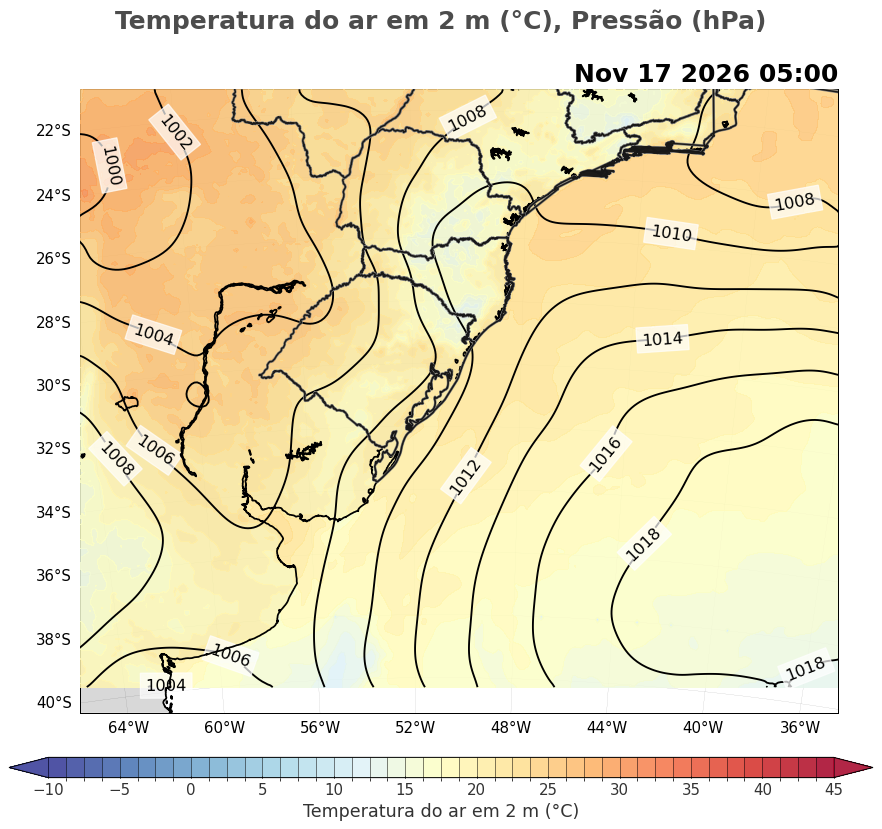 Temperatura do ar em 2 m (°C), Pressão (hPa)
Nov 17 2026 05:00
22°S
24°S
26°S
28°S
30°S
32°S
34°S
36°S
38°S
40°S
1008
1002
1000
1008
1010
1004
1014
1006
1008
1016
1012
1018
1006
1018
1004
64°W 60°W 56°W 52°W 48°W 44°W 40°W 36°W
−10 −5 0 5 10 15 20 25 30 35 40 45
Temperatura do ar em 2 m (°C)